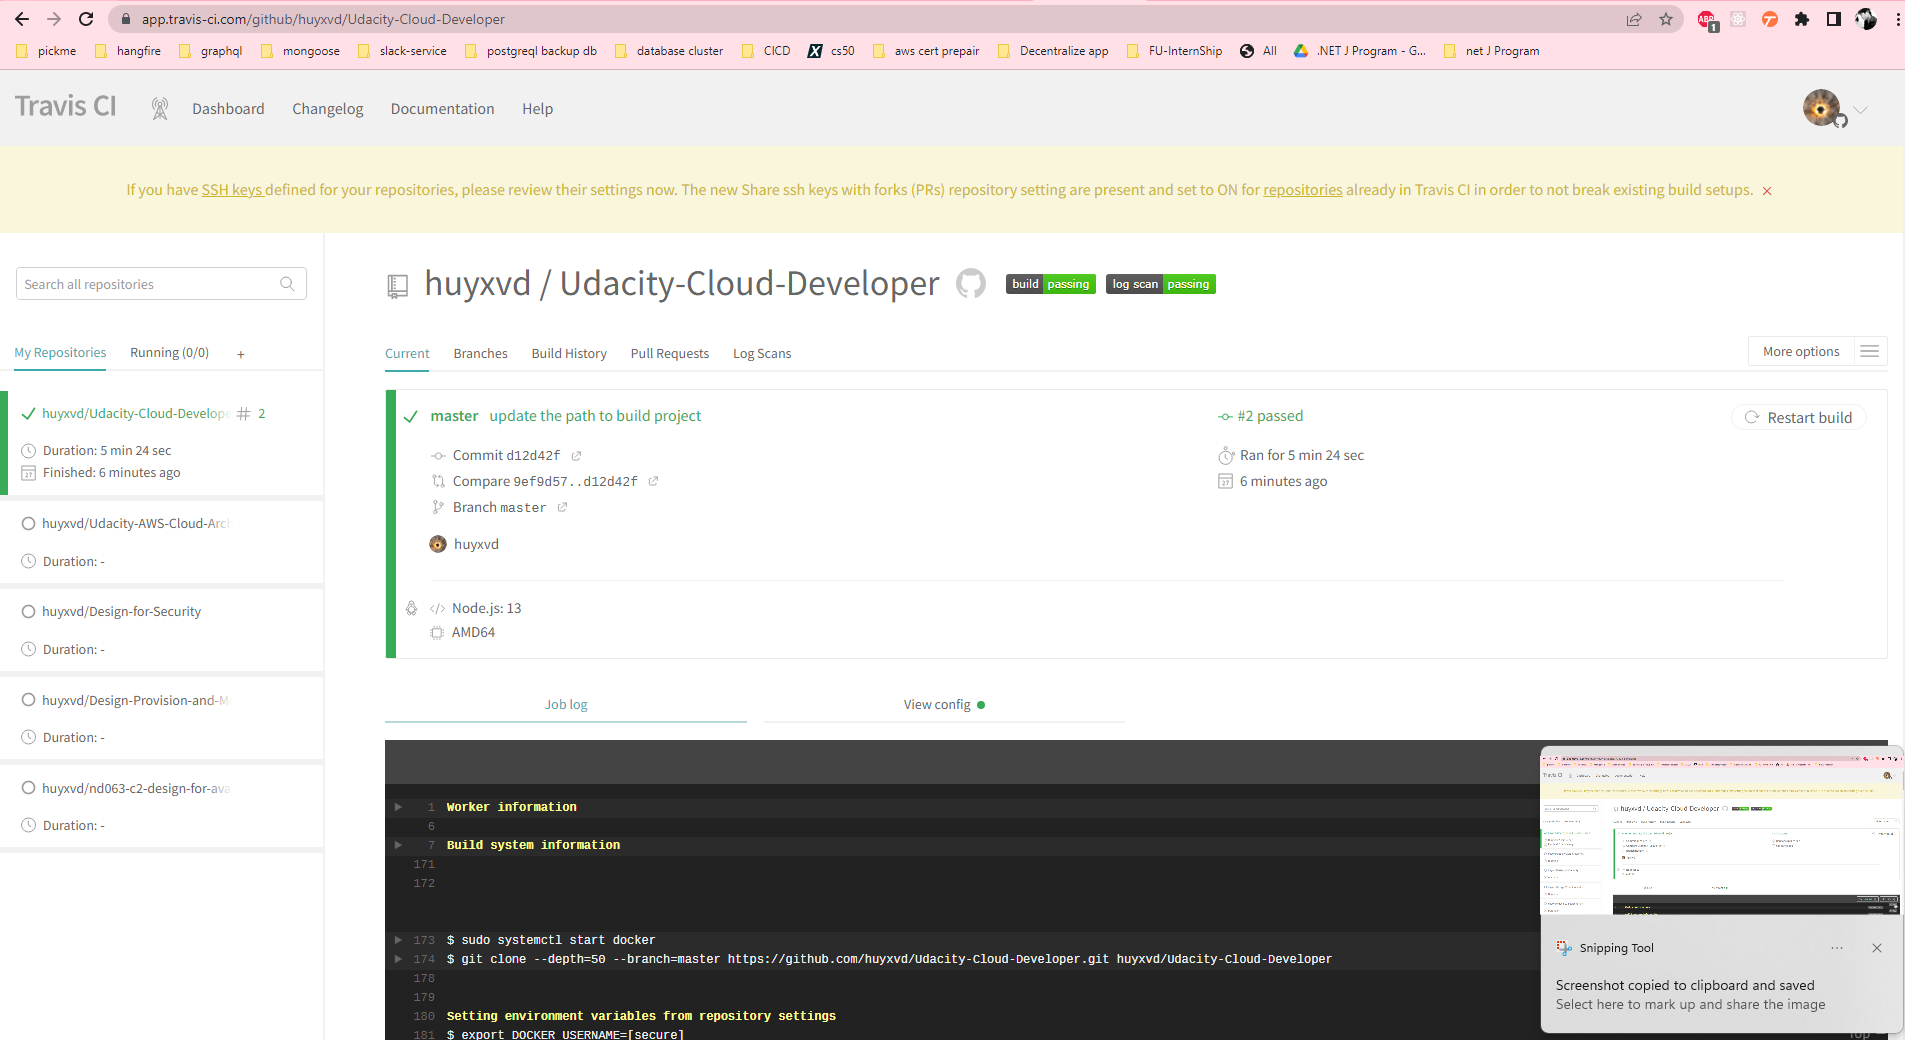 app.travis-ci.com/github/huyxvd/Udacity-Cloud-Developer
ABP 1
pickme hangfire graphql mongoose slack-service postgreql backup db database cluster CICD cs50 aws cert prepair Decentralize app FU-InternShip All .NET J Program - G... net J Program
Travis CI Dashboard Changelog Documentation Help
If you have SSH keys defined for your repositories, please review their settings now. The new Share ssh keys with forks (PRs) repository setting are present and set to ON for repositories already in Travis CI in order to not break existing build setups.
Search all repositories
My Repositories Running (0/0) +
huyxvd/Udacity-Cloud-Develope # 2
Duration: 5 min 24 sec
27 Finished: 6 minutes ago
huyxvd/Udacity-AWS-Cloud-Arc
Duration: -
huyxvd/Design-for-Security
Duration: -
huyxvd/Design-Provision-and-M
Duration: -
huyxvd/nd063-c2-design-for-ava
Duration: -
huyxvd / Udacity-Cloud-Developer build passing log scan passing
Current Branches Build History Pull Requests Log Scans More options
master update the path to build project #2 passed Restart build
Commit d12d42f Ran for 5 min 24 sec
Compare 9ef9d57..d12d42f 27 6 minutes ago
Branch master
huyxvd
</> Node.js: 13
AMD64
Job log View config
1 Worker information
6
7 Build system information
171
172
173 $ sudo systemctl start docker
174 $ git clone --depth=50 --branch=master https://github.com/huyxvd/Udacity-Cloud-Developer.git huyxvd/Udacity-Cloud-Developer
178
179
180 Setting environment variables from repository settings
181 $ export DOCKER_USERNAME=[secure]
huyxvd / Udacity-Cloud-Developer
Snipping Tool
Screenshot copied to clipboard and saved
Select here to mark up and share the image
Top